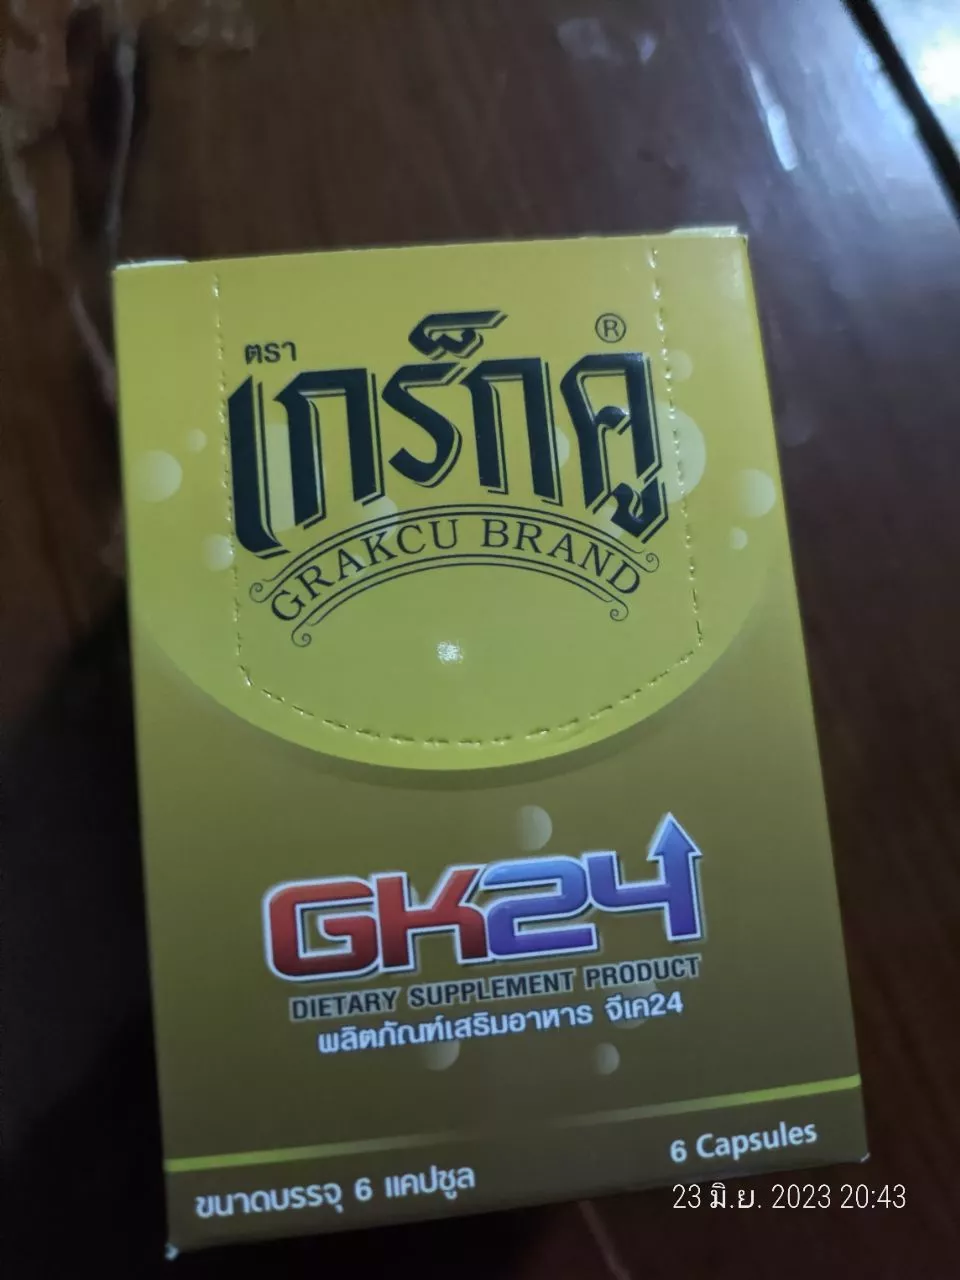 ตรา
เกร็กคู ®
GRAKCU BRAND
GK24
DIETARY SUPPLEMENT PRODUCT
ผลิตภัณฑ์เสริมอาหาร จีเค24
ขนาดบรรจุ 6 แคปซูล
6 Capsules
23 มิ.ย. 2023 20:43